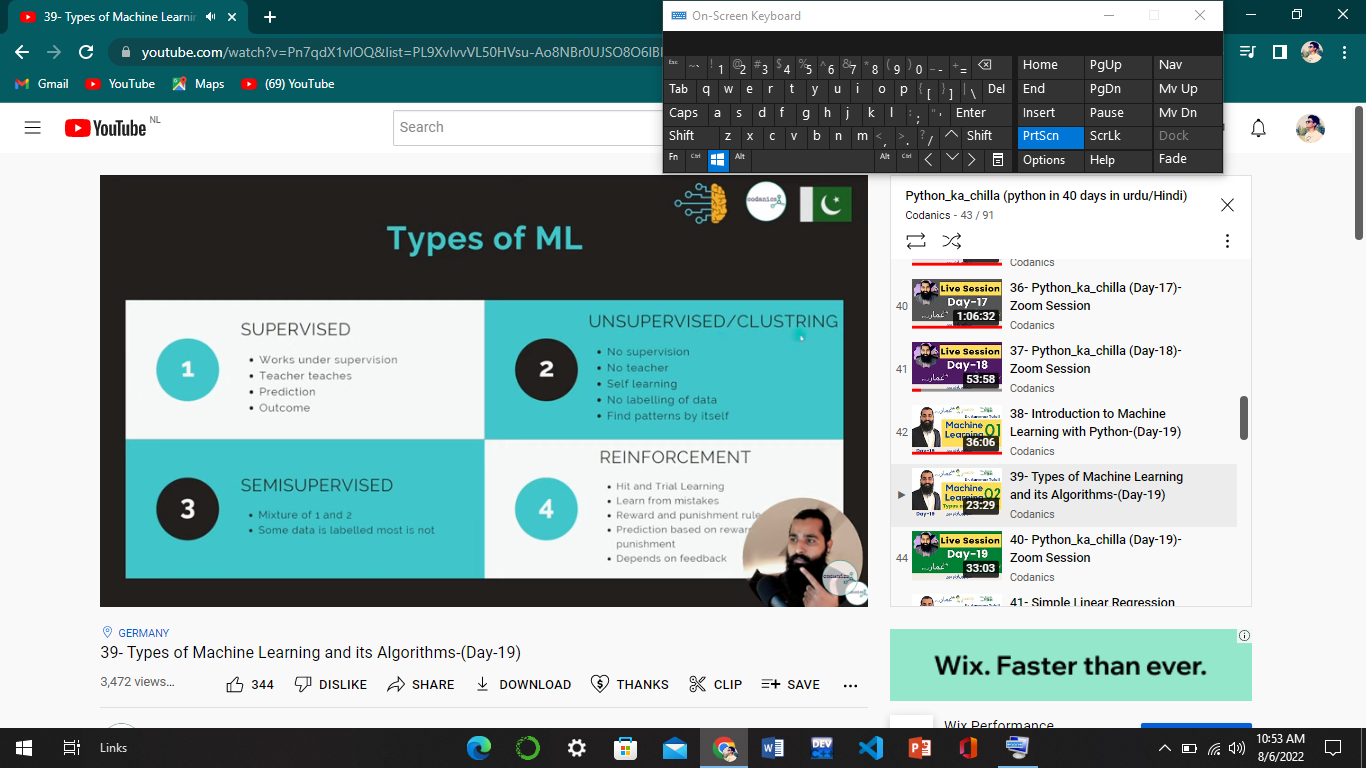 39- Types of Machine Learnin
On-Screen Keyboard
youtube.com/watch?v=Pn7qdX1vIOQ&list=PL9XvIvvVL50HVsu-Ao8NBr0UJSO8O6IBI
Gmail
YouTube
Maps
(69) YouTube
Esc ~` !1 @2 #3 $4 %5 ^6 &7 *8 (9 )0 _- += Home PgUp Nav
Tab q w e r t y u i o p {[ }] |\ Del End PgDn Mv Up
Caps a s d f g h j k l :; "' Enter Insert Pause Mv Dn
Shift z x c v b n m <, >. ?/ Shift PrtScn ScrLk Dock
Fn Ctrl Alt Alt Ctrl Options Help Fade
YouTube NL
Search
codanics
Types of ML
1
SUPERVISED
• Works under supervision
• Teacher teaches
• Prediction
• Outcome
2
UNSUPERVISED/CLUSTRING
• No supervision
• No teacher
• Self learning
• No labelling of data
• Find patterns by itself
3
SEMISUPERVISED
• Mixture of 1 and 2
• Some data is labelled most is not
4
REINFORCEMENT
• Hit and Trial Learning
• Learn from mistakes
• Reward and punishment rule
• Prediction based on rewar
punishment
• Depends on feedback
GERMANY
39- Types of Machine Learning and its Algorithms-(Day-19)
3,472 views...
344
DISLIKE
SHARE
DOWNLOAD
THANKS
CLIP
SAVE
Python_ka_chilla (python in 40 days in urdu/Hindi)
Codanics - 43 / 91
Codanics
40
Live Session
Day-17
1:06:32
36- Python_ka_chilla (Day-17)-
Zoom Session
Codanics
41
Live Session
Day-18
53:58
37- Python_ka_chilla (Day-18)-
Zoom Session
Codanics
42
Machine
Learning 01
36:06
38- Introduction to Machine
Learning with Python-(Day-19)
Codanics
Machine
Learning 02
23:29
39- Types of Machine Learning
and its Algorithms-(Day-19)
Codanics
44
Live Session
Day-19
33:03
40- Python_ka_chilla (Day-19)-
Zoom Session
Codanics
41- Simple Linear Regression
Wix. Faster than ever.
Wix Performance
Links
DEV
10:53 AM
8/6/2022